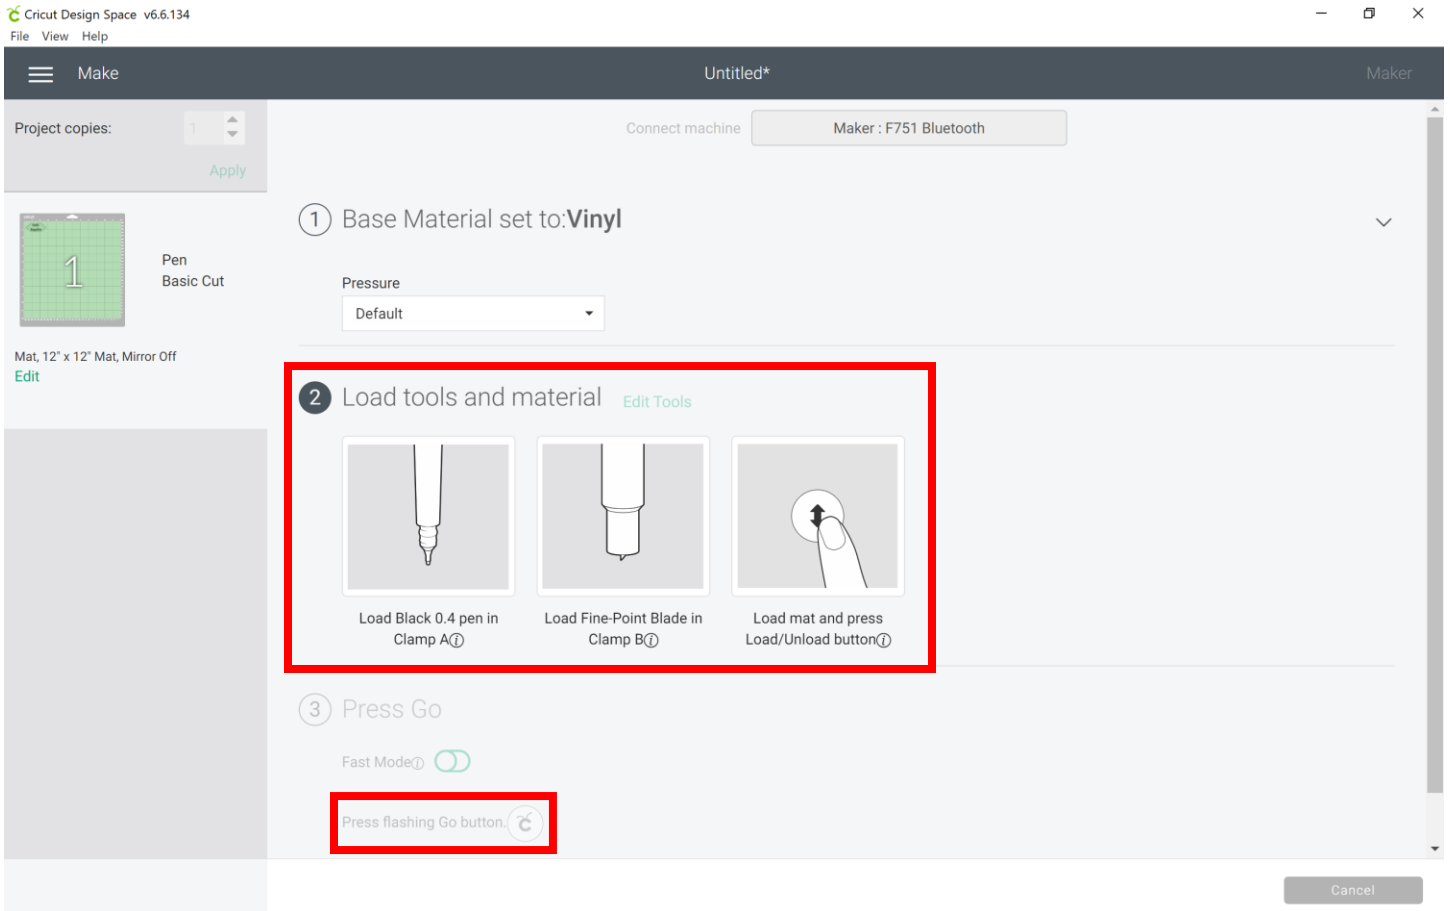 Cricut Design Space v6.6.134
File View Help
Make
Untitled*
Maker
Project copies:
1
Apply
Connect machine
Maker : F751 Bluetooth
1
Pen
Basic Cut
Mat, 12" x 12" Mat, Mirror Off
Edit
1 Base Material set to:Vinyl
Pressure
Default
2 Load tools and material Edit Tools
Load Black 0.4 pen in
Clamp A
Load Fine-Point Blade in
Clamp B
Load mat and press
Load/Unload button
3 Press Go
Fast Mode
Press flashing Go button.
Cancel